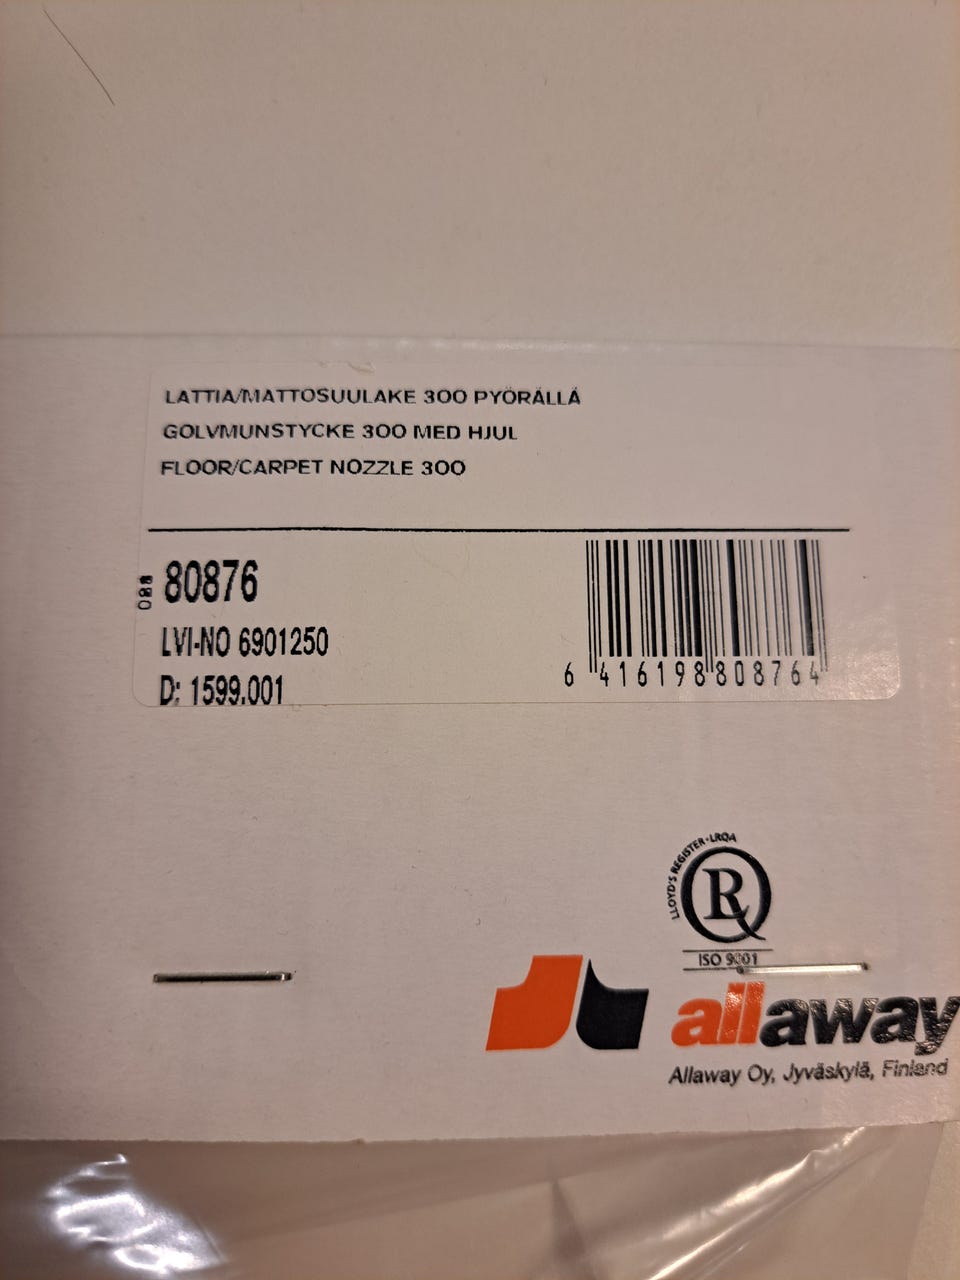 LATTIA/MATTOSUULAKE 300 PYÖRÄLLÄ
GOLVMUNSTYCKE 300 MED HJUL
FLOOR/CARPET NOZZLE 300
80876
LVI-NO 6901250
D: 1599.001
6 416198 808764
LLOYD'S REGISTER·LRQA
RQ
ISO 9001
allaway
Allaway Oy, Jyväskylä, Finland